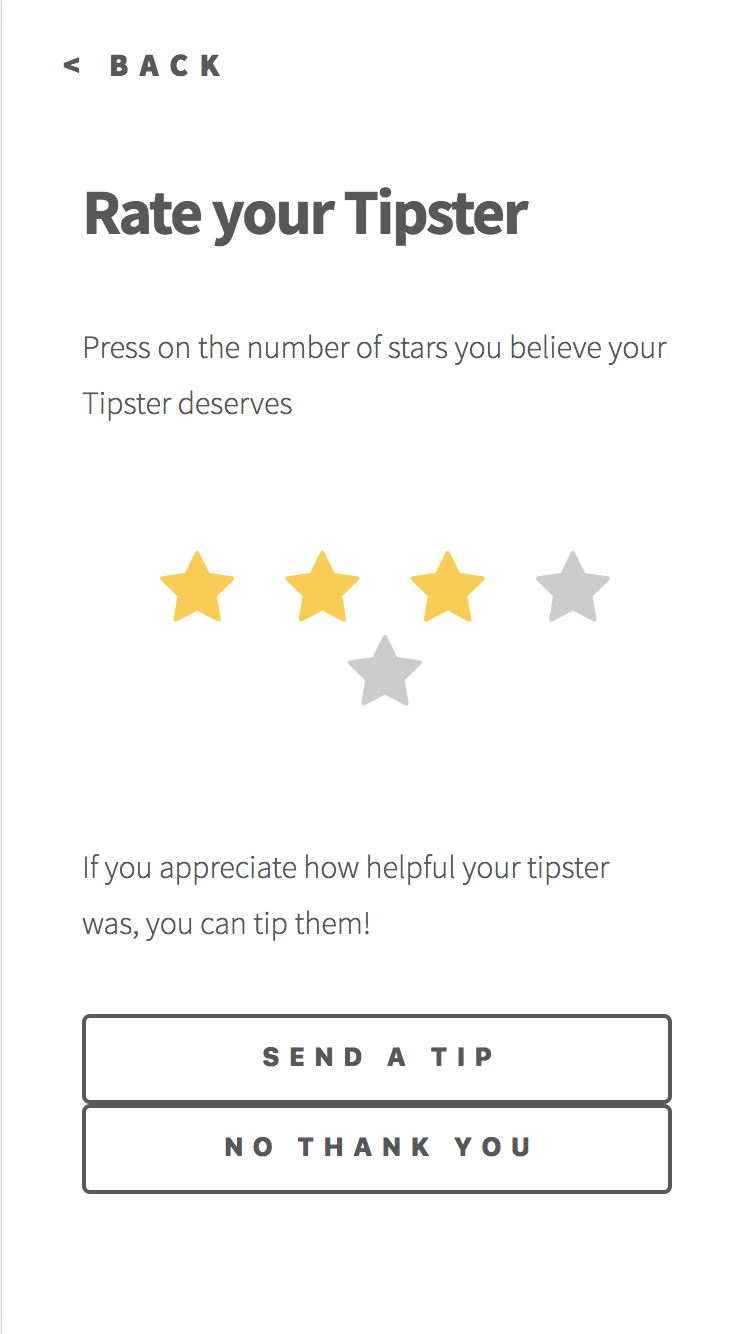 < BACK
Rate your Tipster
Press on the number of stars you believe your
Tipster deserves
If you appreciate how helpful your tipster
was, you can tip them!
SEND A TIP
NO THANK YOU